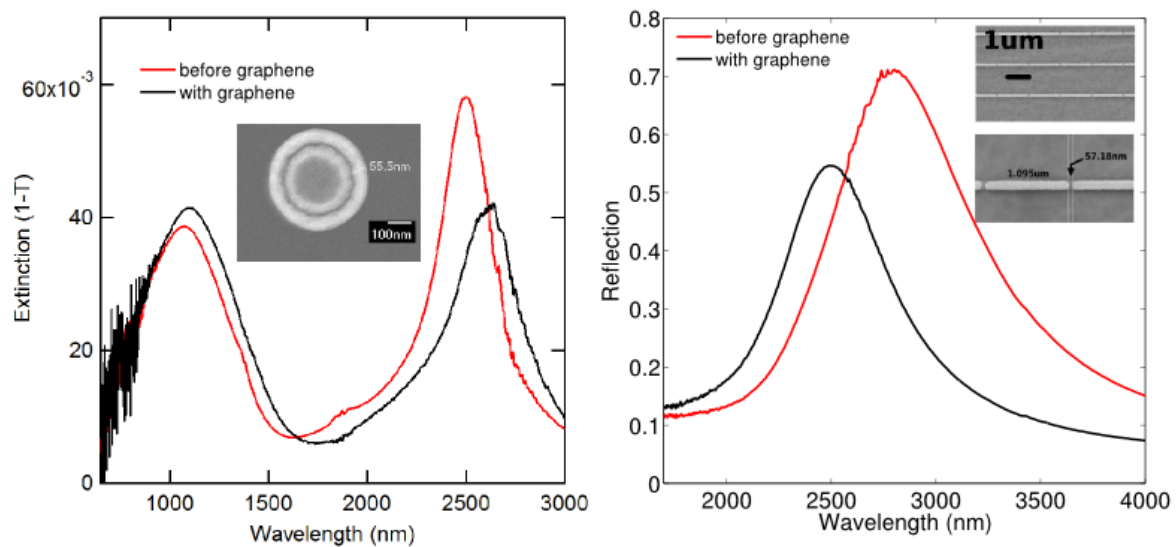 before graphene
with graphene
60x10-3
40
20
0
Extinction (1-T)
55.5nm
100nm
1000 1500 2000 2500 3000
Wavelength (nm)
0.8
0.7
0.6
0.5
0.4
0.3
0.2
0.1
0
Reflection
before graphene
with graphene
1um
1.095um
57.18nm
2000 2500 3000 3500 4000
Wavelength (nm)